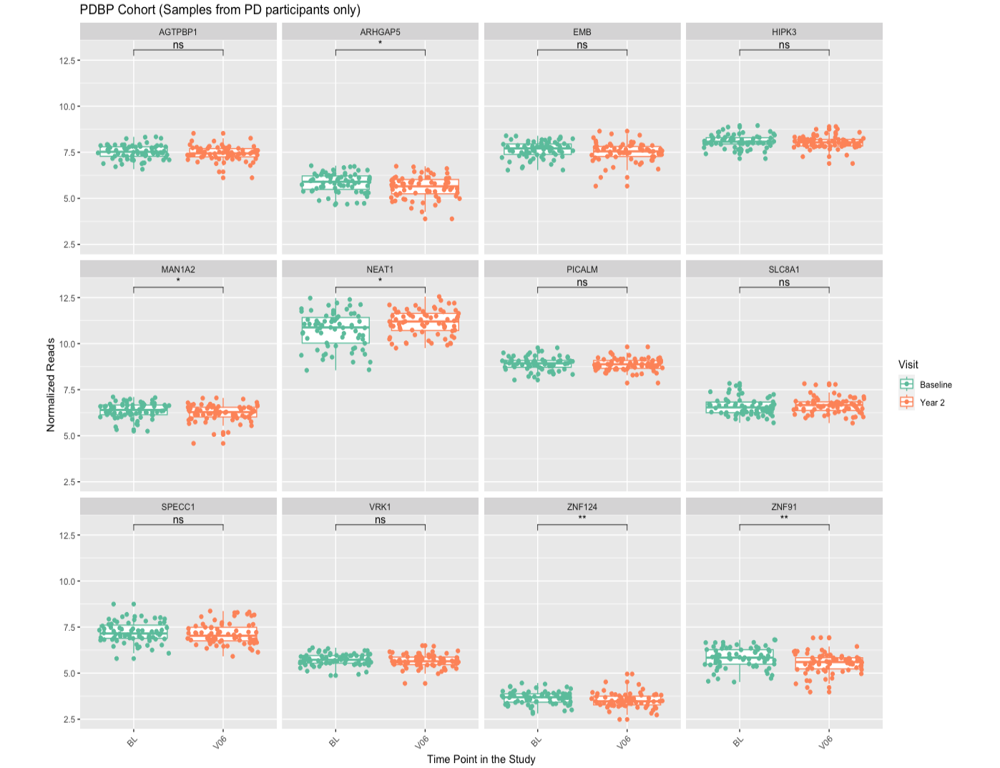 PDBP Cohort (Samples from PD participants only)
AGTPBP1 ARHGAP5 EMB HIPK3
ns * ns ns
12.5
10.0
7.5
5.0
2.5
MAN1A2 NEAT1 PICALM SLC8A1
* * ns ns
12.5
10.0
7.5
5.0
2.5
SPECC1 VRK1 ZNF124 ZNF91
ns ns ** **
12.5
10.0
7.5
5.0
2.5
BL V06 BL V06 BL V06 BL V06
Time Point in the Study
Normalized Reads
Visit
Baseline
Year 2